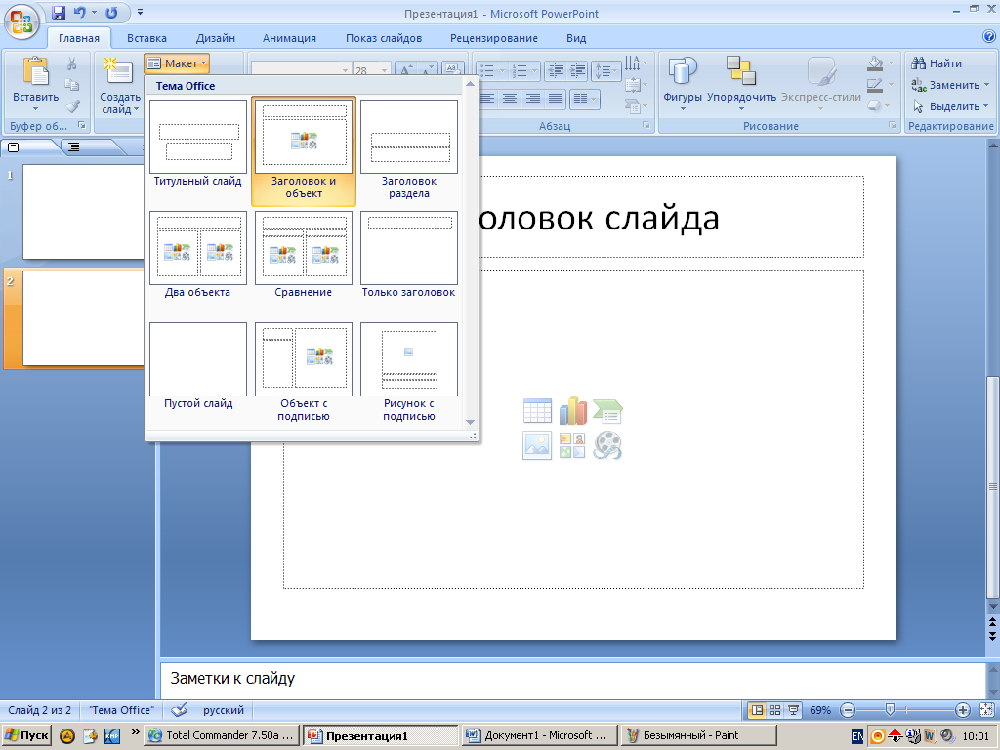 Презентация1 - Microsoft PowerPoint
Главная Вставка Дизайн Анимация Показ слайдов Рецензирование Вид
Макет
28
Найти
Заменить
Выделить
Вставить
Создать
слайд
Фигуры Упорядочить Экспресс-стили
Буфер об...
Абзац
Рисование
Редактирование
Тема Office
Титульный слайд
Заголовок и
объект
Заголовок
раздела
Два объекта
Сравнение
Только заголовок
Пустой слайд
Объект с
подписью
Рисунок с
подписью
1
2
оловок слайда
Заметки к слайду
Слайд 2 из 2 "Тема Office" русский 69%
Пуск Total Commander 7.50a ... Презентация1 Документ1 - Microsoft ... Безымянный - Paint EN 10:01